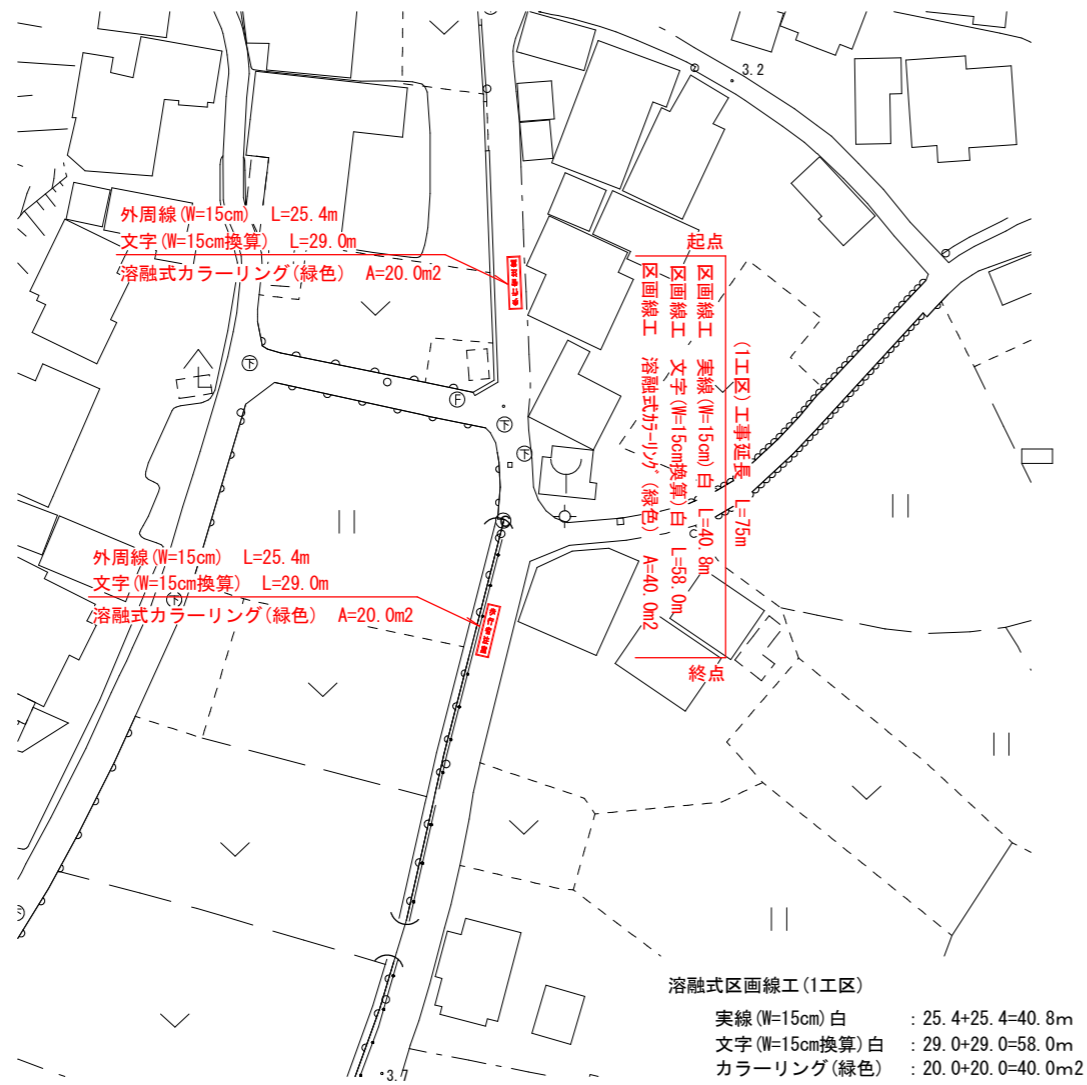 3.2
外周線(W=15cm) L=25.4m
文字(W=15cm換算) L=29.0m
溶融式カラーリング(緑色) A=20.0m2
起点
(1工区)工事延長 L=75m
区画線工 実線(W=15cm)白 L=40.8m
区画線工 文字(W=15cm換算)白 L=58.0m
区画線工 溶融式ｶﾗｰﾘﾝｸﾞ(緑色) A=40.0m2
終点
下
下
下
外周線(W=15cm) L=25.4m
文字(W=15cm換算) L=29.0m
溶融式カラーリング(緑色) A=20.0m2
下
溶融式区画線工(1工区)
実線(W=15cm)白 : 25.4+25.4=40.8m
文字(W=15cm換算)白 : 29.0+29.0=58.0m
カラーリング(緑色) : 20.0+20.0=40.0m2